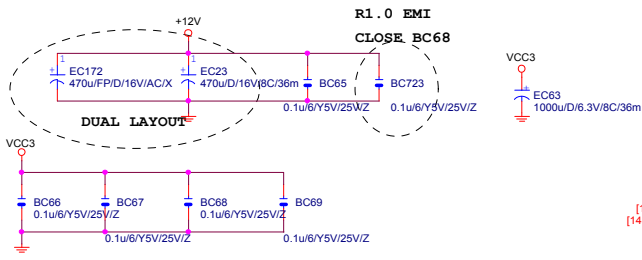 R1.0 EMI
+12V
CLOSE BC68
VCC3
1
1
+
EC172
+
EC23
BC65
BC723
+
EC63
470u/FP/D/16V/AC/X
470u/D/16V/8C/36m
1000u/D/6.3V/8C/36m
0.1u/6/Y5V/25V/Z
0.1u/6/Y5V/25V/Z
DUAL LAYOUT
VCC3
BC66
BC67
BC68
BC69
0.1u/6/Y5V/25V/Z
0.1u/6/Y5V/25V/Z
0.1u/6/Y5V/25V/Z
0.1u/6/Y5V/25V/Z
[14